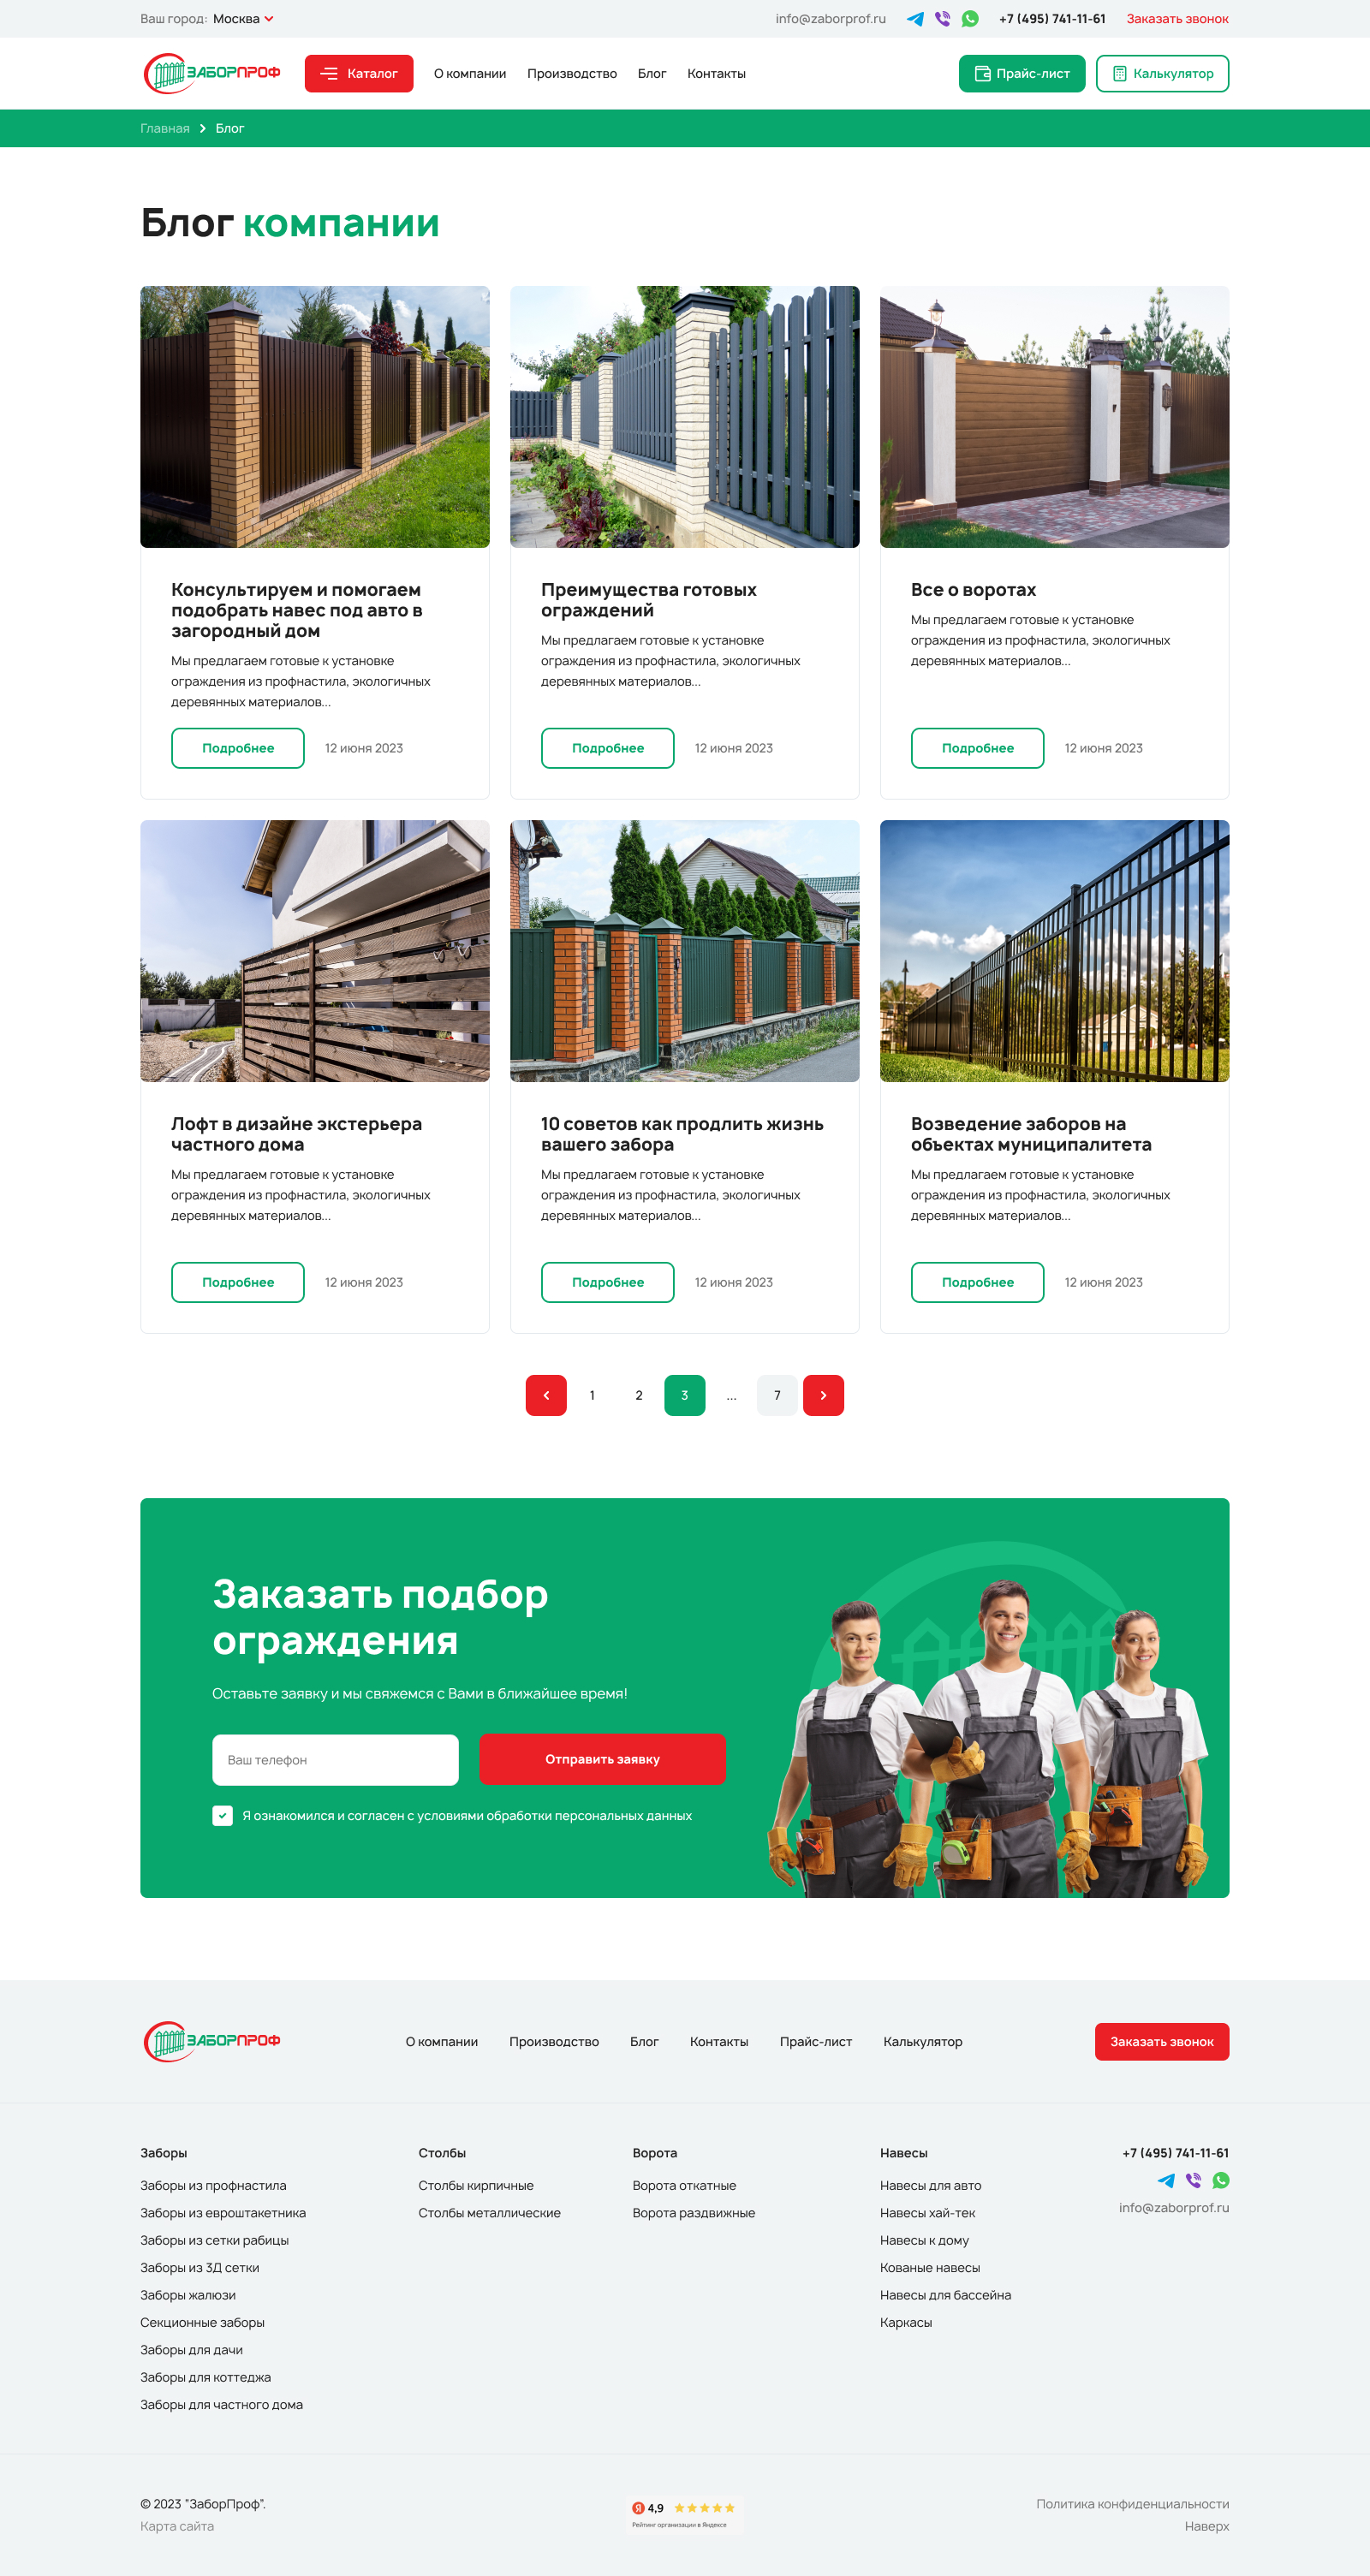 Ваш город: Москва
info@zaborprof.ru
+7 (495) 741-11-61
Заказать звонок
ЗАБОРПРОФ
Каталог
О компании
Производство
Блог
Контакты
Прайс-лист
Калькулятор
Главная
Блог
Блог компании
Консультируем и помогаем
подобрать навес под авто в
загородный дом
Мы предлагаем готовые к установке
ограждения из профнастила, экологичных
деревянных материалов...
Подробнее
12 июня 2023
Преимущества готовых
ограждений
Мы предлагаем готовые к установке
ограждения из профнастила, экологичных
деревянных материалов...
Подробнее
12 июня 2023
Все о воротах
Мы предлагаем готовые к установке
ограждения из профнастила, экологичных
деревянных материалов...
Подробнее
12 июня 2023
Лофт в дизайне экстерьера
частного дома
Мы предлагаем готовые к установке
ограждения из профнастила, экологичных
деревянных материалов...
Подробнее
12 июня 2023
10 советов как продлить жизнь
вашего забора
Мы предлагаем готовые к установке
ограждения из профнастила, экологичных
деревянных материалов...
Подробнее
12 июня 2023
Возведение заборов на
объектах муниципалитета
Мы предлагаем готовые к установке
ограждения из профнастила, экологичных
деревянных материалов...
Подробнее
12 июня 2023
1 2 3 ... 7
Заказать подбор
ограждения
Оставьте заявку и мы свяжемся с Вами в ближайшее время!
Ваш телефон
Отправить заявку
Я ознакомился и согласен с условиями обработки персональных данных
ЗАБОРПРОФ
О компании
Производство
Блог
Контакты
Прайс-лист
Калькулятор
Заказать звонок
Заборы
Заборы из профнастила
Заборы из евроштакетника
Заборы из сетки рабицы
Заборы из 3Д сетки
Заборы жалюзи
Секционные заборы
Заборы для дачи
Заборы для коттеджа
Заборы для частного дома
Столбы
Столбы кирпичные
Столбы металлические
Ворота
Ворота откатные
Ворота раздвижные
Навесы
Навесы для авто
Навесы хай-тек
Навесы к дому
Кованые навесы
Навесы для бассейна
Каркасы
+7 (495) 741-11-61
info@zaborprof.ru
© 2023 "ЗаборПроф".
Карта сайта
Я 4,9
Рейтинг организации в Яндексе
Политика конфиденциальности
Наверх